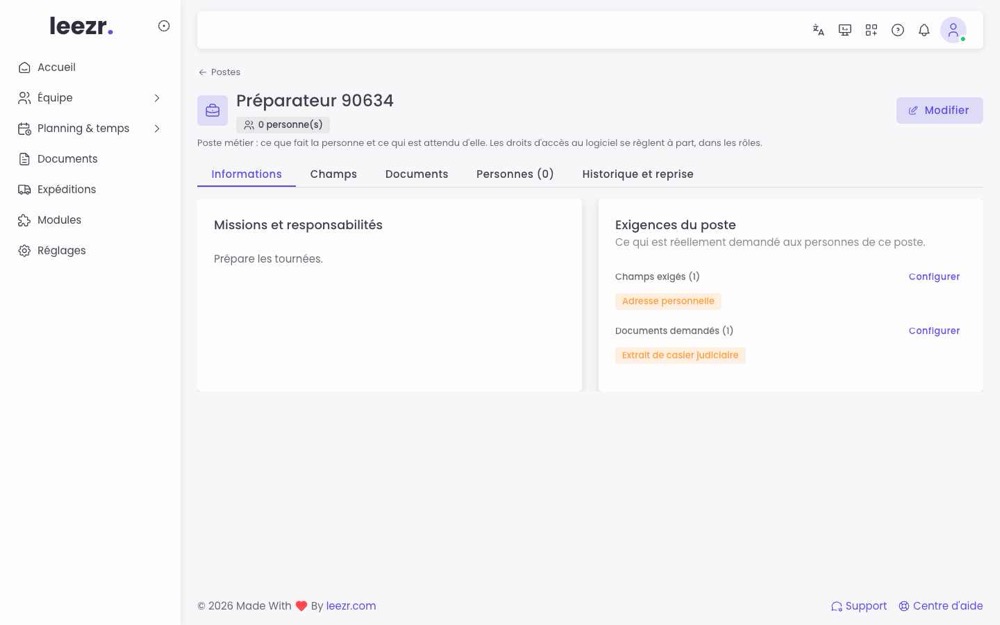 leezr.
Accueil
Équipe
Planning & temps
Documents
Expéditions
Modules
Réglages
← Postes
Préparateur 90634
0 personne(s)
Modifier
Poste métier : ce que fait la personne et ce qui est attendu d'elle. Les droits d'accès au logiciel se règlent à part, dans les rôles.
Informations Champs Documents Personnes (0) Historique et reprise
Missions et responsabilités
Prépare les tournées.
Exigences du poste
Ce qui est réellement demandé aux personnes de ce poste.
Champs exigés (1) Configurer
Adresse personnelle
Documents demandés (1) Configurer
Extrait de casier judiciaire
© 2026 Made With ❤️ By leezr.com
Support Centre d'aide